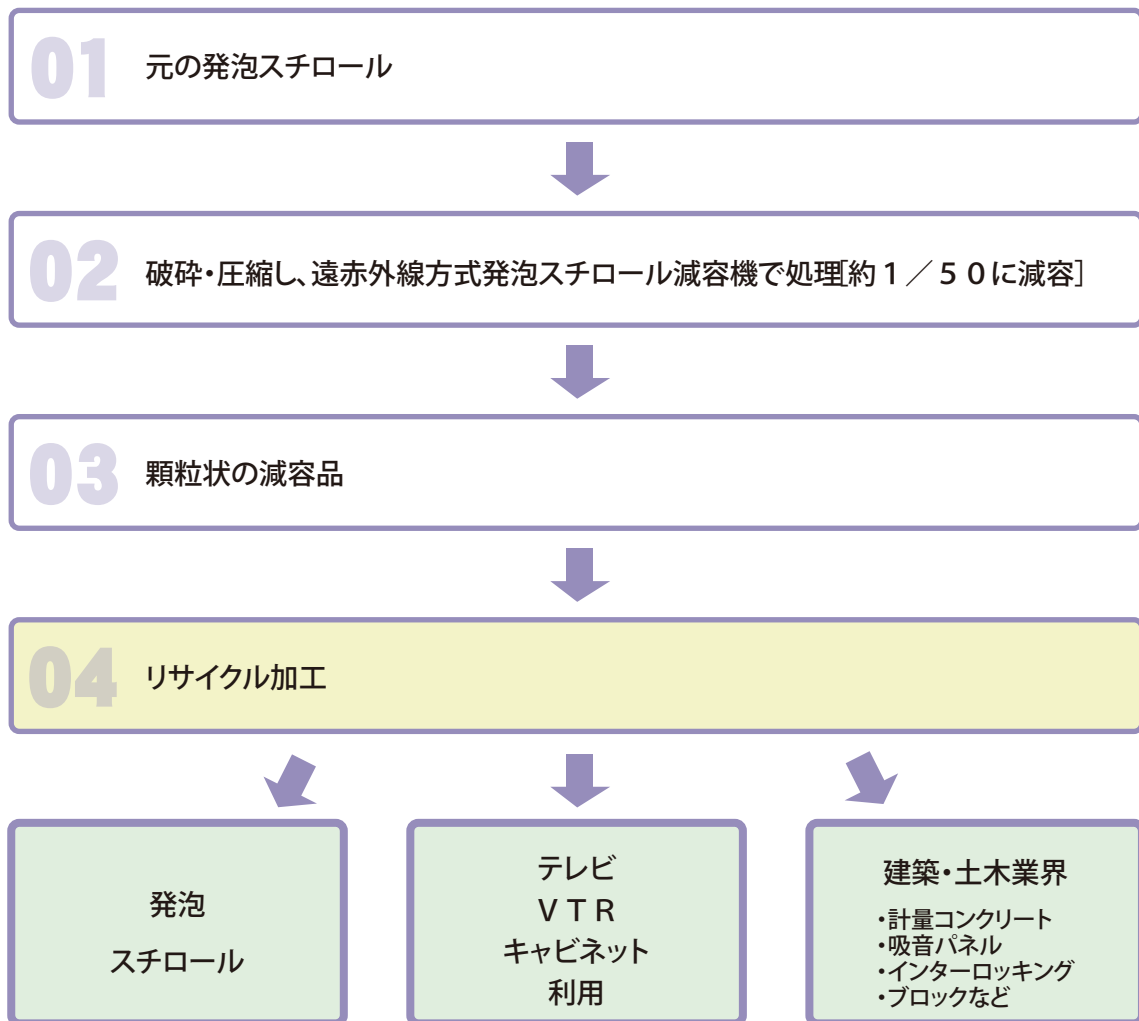 01 元の発泡スチロール
02 破砕・圧縮し、遠赤外線方式発泡スチロール減容機で処理[約１／５０に減容]
03 顆粒状の減容品
04 リサイクル加工
発泡
スチロール
テレビ
ＶＴＲ
キャビネット
利用
建築・土木業界
・計量コンクリート
・吸音パネル
・インターロッキング
・ブロックなど